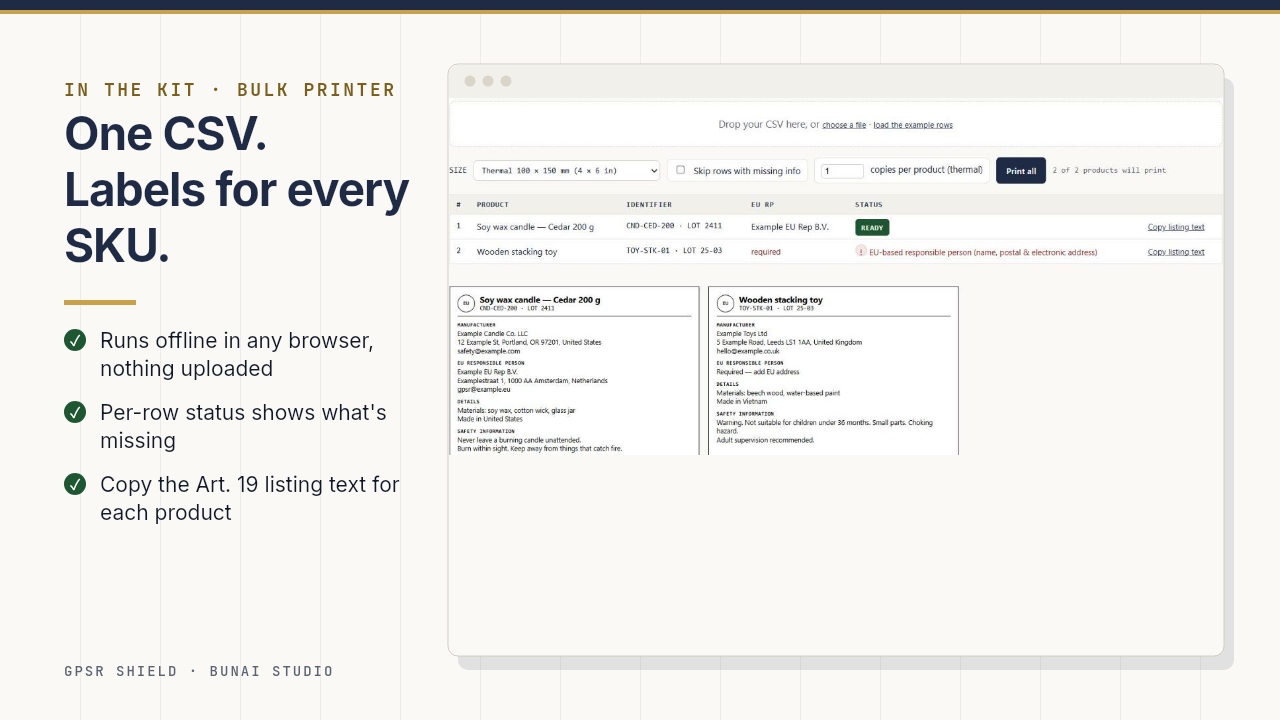 IN THE KIT · BULK PRINTER
One CSV.
Labels for every
SKU.
Runs offline in any browser,
nothing uploaded
Per-row status shows what's
missing
Copy the Art. 19 listing text for
each product
GPSR SHIELD · BUNAI STUDIO
Drop your CSV here, or choose a file · load the example rows
SIZE Thermal 100 × 150 mm (4 × 6 in) Skip rows with missing info 1 copies per product (thermal) Print all 2 of 2 products will print
# PRODUCT IDENTIFIER EU RP STATUS
1 Soy wax candle — Cedar 200 g CND-CED-200 · LOT 2411 Example EU Rep B.V. READY Copy listing text
2 Wooden stacking toy TOY-STK-01 · LOT 25-03 required ! EU-based responsible person (name, postal & electronic address) Copy listing text
EU
Soy wax candle — Cedar 200 g
CND-CED-200 · LOT 2411
MANUFACTURER
Example Candle Co. LLC
12 Example St, Portland, OR 97201, United States
safety@example.com
EU RESPONSIBLE PERSON
Example EU Rep B.V.
Examplestraat 1, 1000 AA Amsterdam, Netherlands
gpsr@example.eu
DETAILS
Materials: soy wax, cotton wick, glass jar
Made in United States
SAFETY INFORMATION
Never leave a burning candle unattended.
Burn within sight. Keep away from things that catch fire.
EU
Wooden stacking toy
TOY-STK-01 · LOT 25-03
MANUFACTURER
Example Toys Ltd
5 Example Road, Leeds LS1 1AA, United Kingdom
hello@example.co.uk
EU RESPONSIBLE PERSON
Required — add EU address
DETAILS
Materials: beech wood, water-based paint
Made in Vietnam
SAFETY INFORMATION
Warning. Not suitable for children under 36 months. Small parts. Choking
hazard.
Adult supervision recommended.